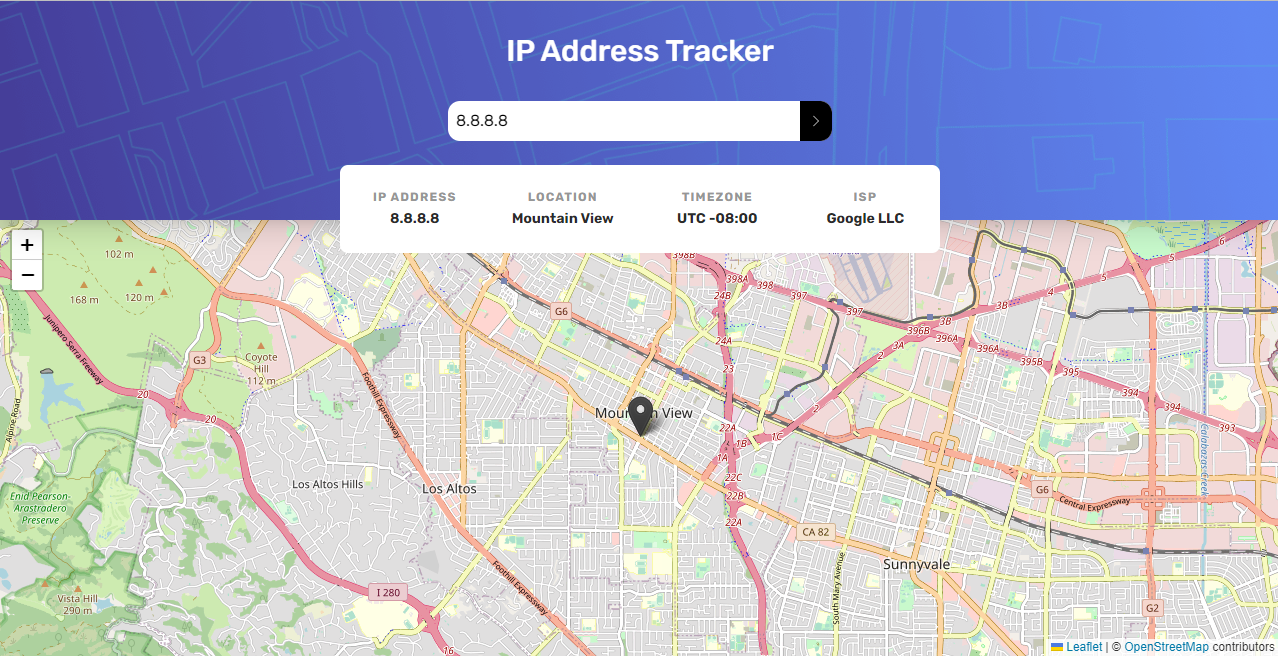 IP Address Tracker
8.8.8.8
IP ADDRESS LOCATION TIMEZONE ISP
8.8.8.8 Mountain View UTC -08:00 Google LLC
+
−
102 m
168 m
120 m
Junipero Serra Freeway
G3
Coyote
Hill
112 m
20
20
Alpine Road
Foothill Expressway
G6
398B
398A
398
397
397
24B
24A
23
396B
396A
396A
3B
3B
3A
2
2
4
5
5
6
395B
395
394
394
393
Mountain View
22A
1B
1C
1A
22C
22B
22A
Los Altos Hills
Los Altos
Enid Pearson-
Arastradero
Preserve
Calabazas Creek
G6
Central Expressway
CA 82
Sunnyvale
South Mary Avenue
Foothill Expressway
I 280
Vista Hill
290 m
15
G2
Leaflet | © OpenStreetMap contributors